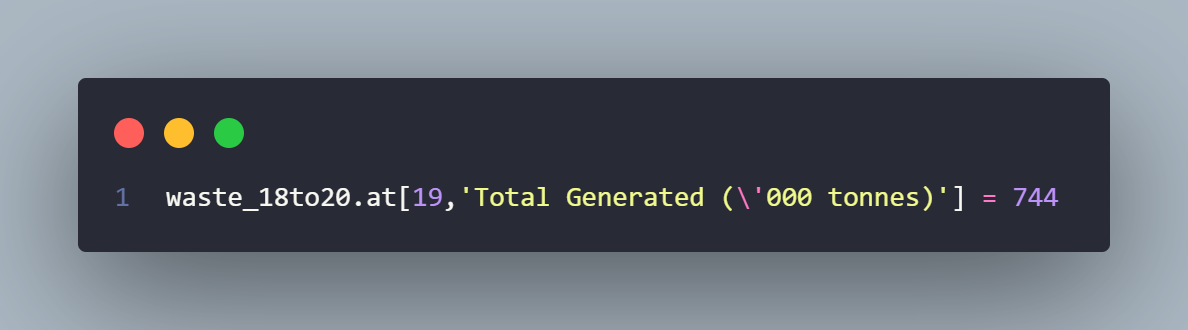 1 waste_18to20.at[19,'Total Generated (\'000 tonnes)'] = 744